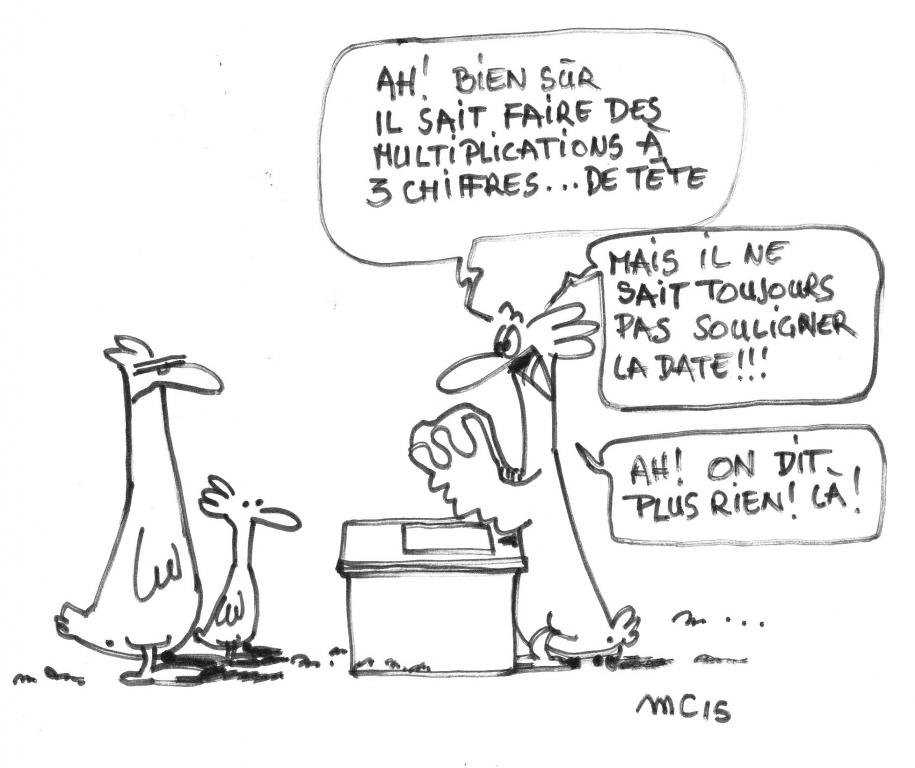 AH! BIEN SÛR
IL SAIT FAIRE DES
MULTIPLICATIONS À
3 CHIFFRES... DE TÊTE
MAIS IL NE
SAIT TOUJOURS
PAS SOULIGNER
LA DATE!!!
AH! ON DIT
PLUS RIEN! LÀ!
MC15